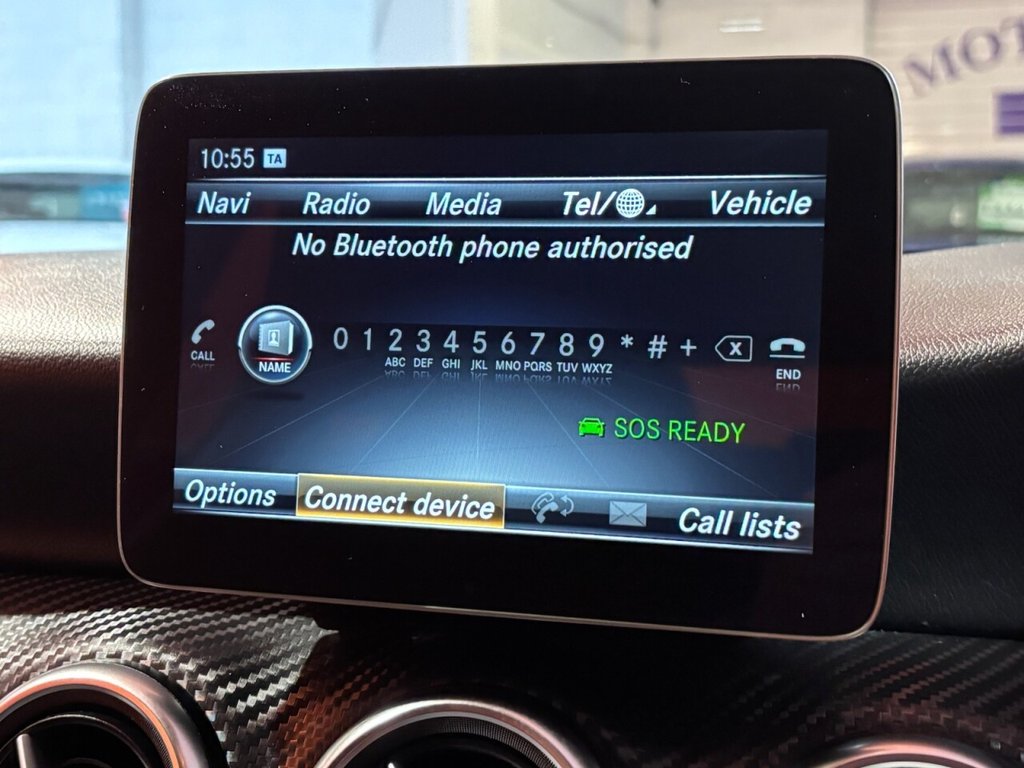 MOT
10:55 TA
Navi Radio Media Tel/ Vehicle
No Bluetooth phone authorised
0 1 2 3 4 5 6 7 8 9 * # + x
CALL NAME ABC DEF GHI JKL MNO PQRS TUV WXYZ END
SOS READY
Options Connect device Call lists